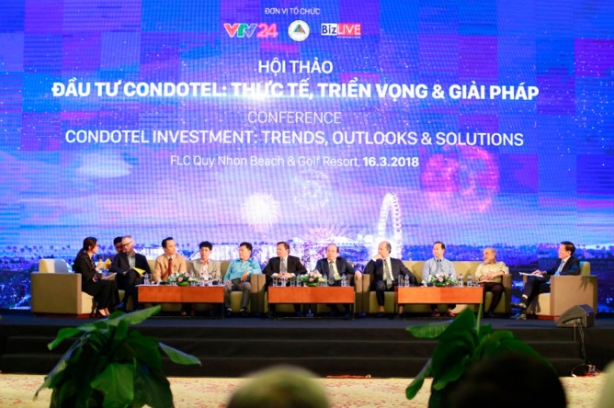 ĐƠN VỊ TỔ CHỨC
VTV24 BizLIVE
HỘI THẢO
ĐẦU TƯ CONDOTEL: THỰC TẾ, TRIỂN VỌNG & GIẢI PHÁP
CONFERENCE
CONDOTEL INVESTMENT: TRENDS, OUTLOOKS & SOLUTIONS
FLC Quy Nhon Beach & Golf Resort, 16.3.2018